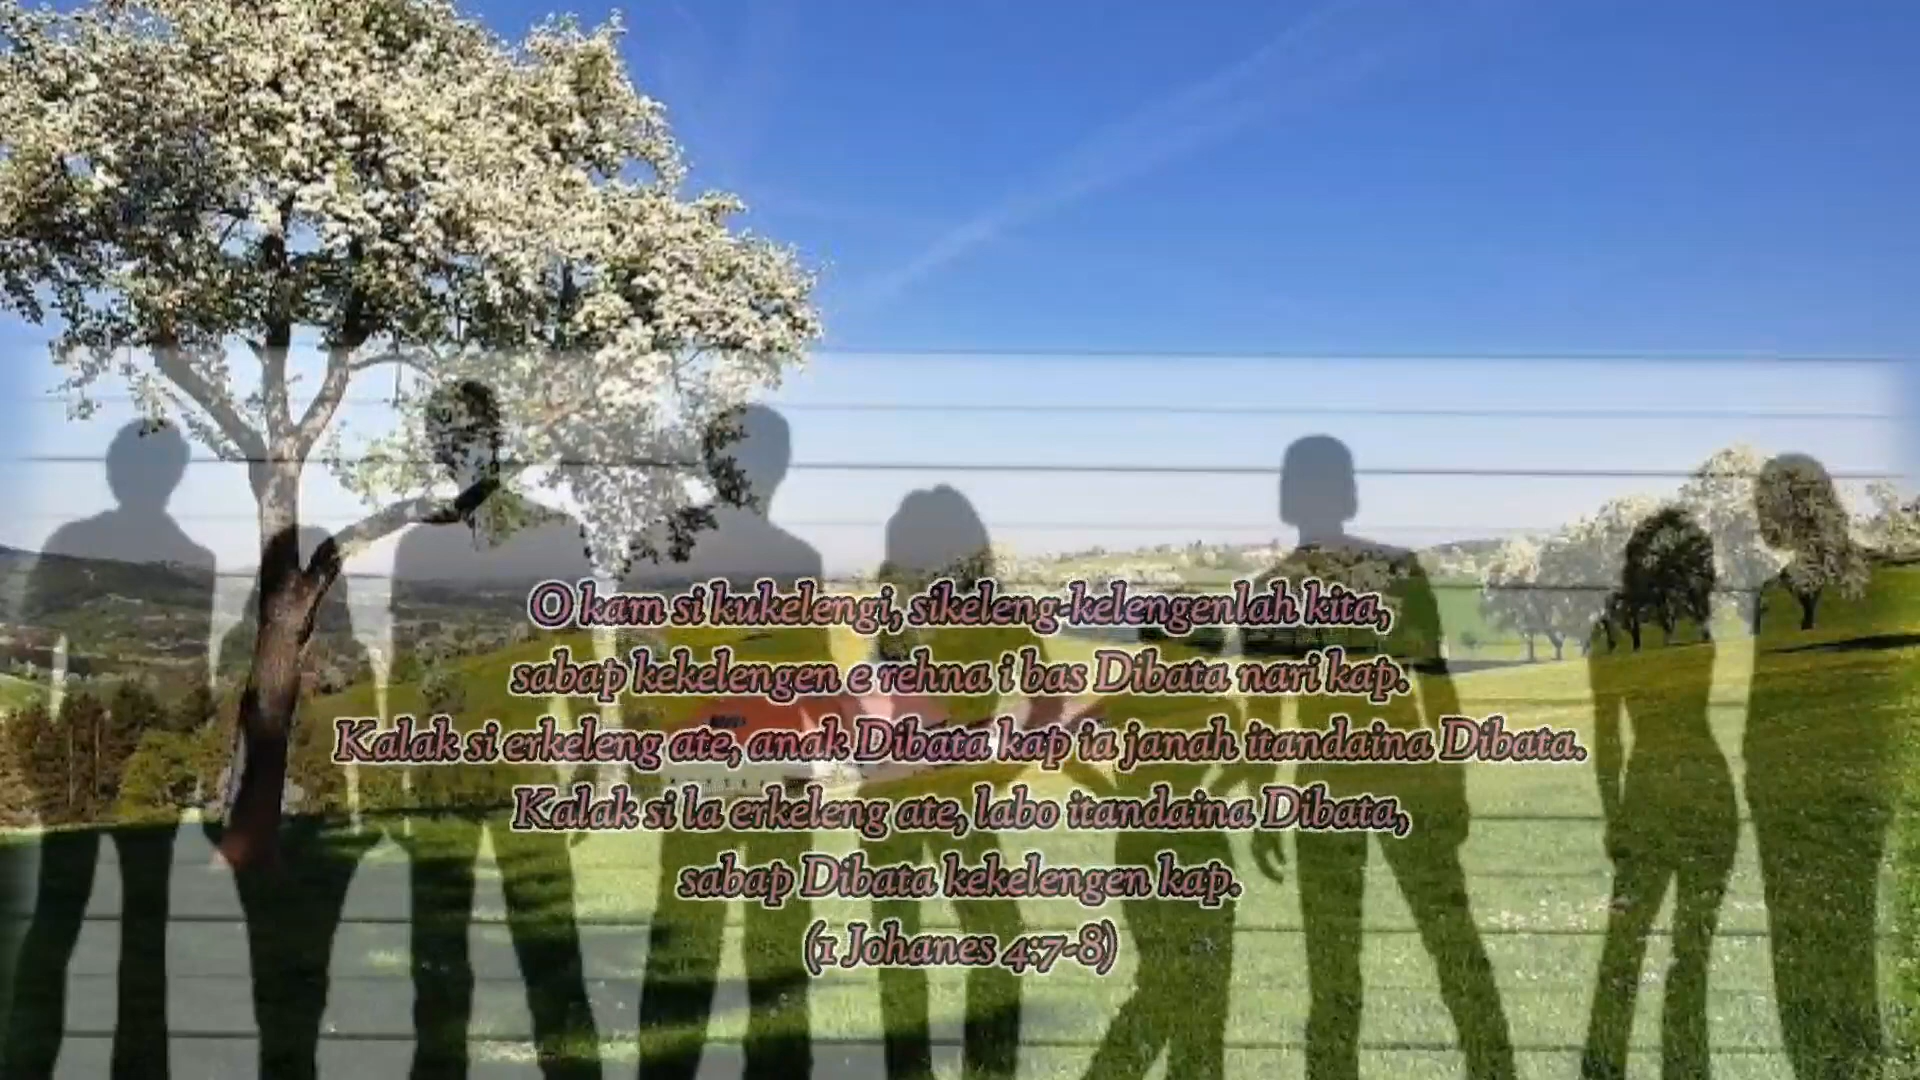 O kam si kukelengi, sikeleng-kelengenlah kita,
sabap kekelengen e rehna i bas Dibata nari kap.
Kalak si erkeleng ate, anak Dibata kap ia janah itandaina Dibata.
Kalak si la erkeleng ate, labo itandaina Dibata,
sabap Dibata kekelengen kap.
(1 Johanes 4:7-8)